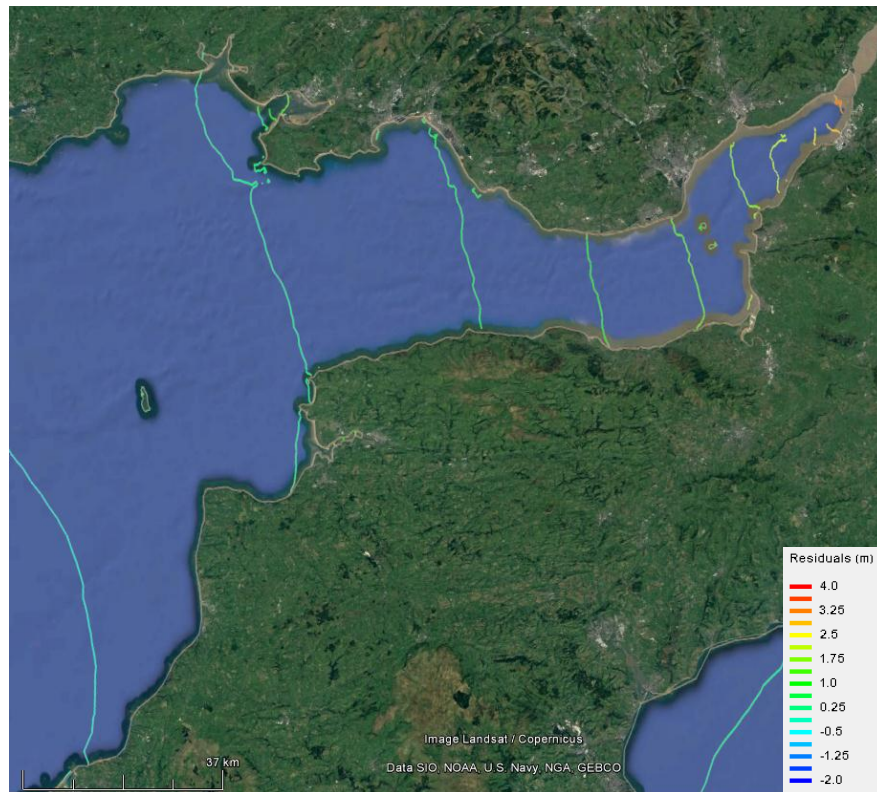 Residuals (m)
4.0
3.25
2.5
1.75
1.0
0.25
-0.5
-1.25
-2.0
Image Landsat / Copernicus
37 km
Data SIO, NOAA, U.S. Navy, NGA, GEBCO